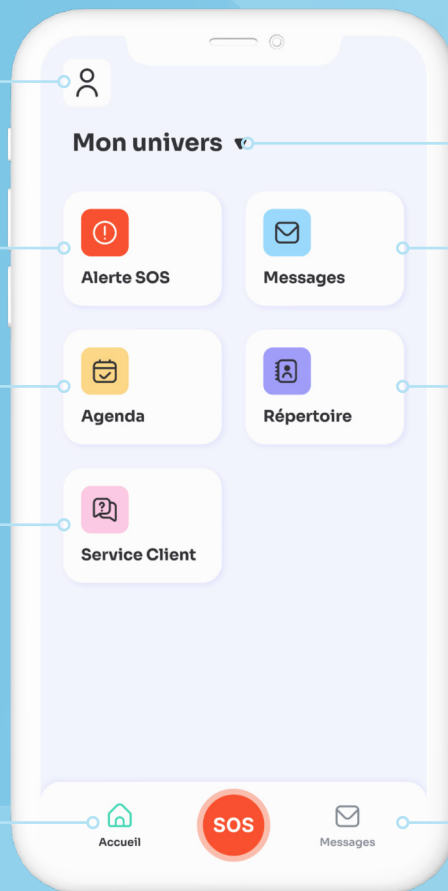 Mon univers
Alerte SOS
Messages
Agenda
Répertoire
Service Client
Accueil
SOS
Messages